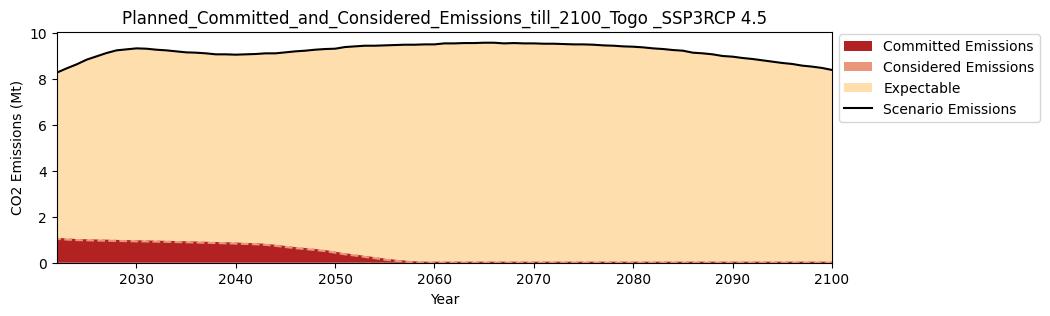 Planned_Committed_and_Considered_Emissions_till_2100_Togo _SSP3RCP 4.5
CO2 Emissions (Mt)
10
8
6
4
2
0
2030 2040 2050 2060 2070 2080 2090 2100
Year
Committed Emissions
Considered Emissions
Expectable
Scenario Emissions